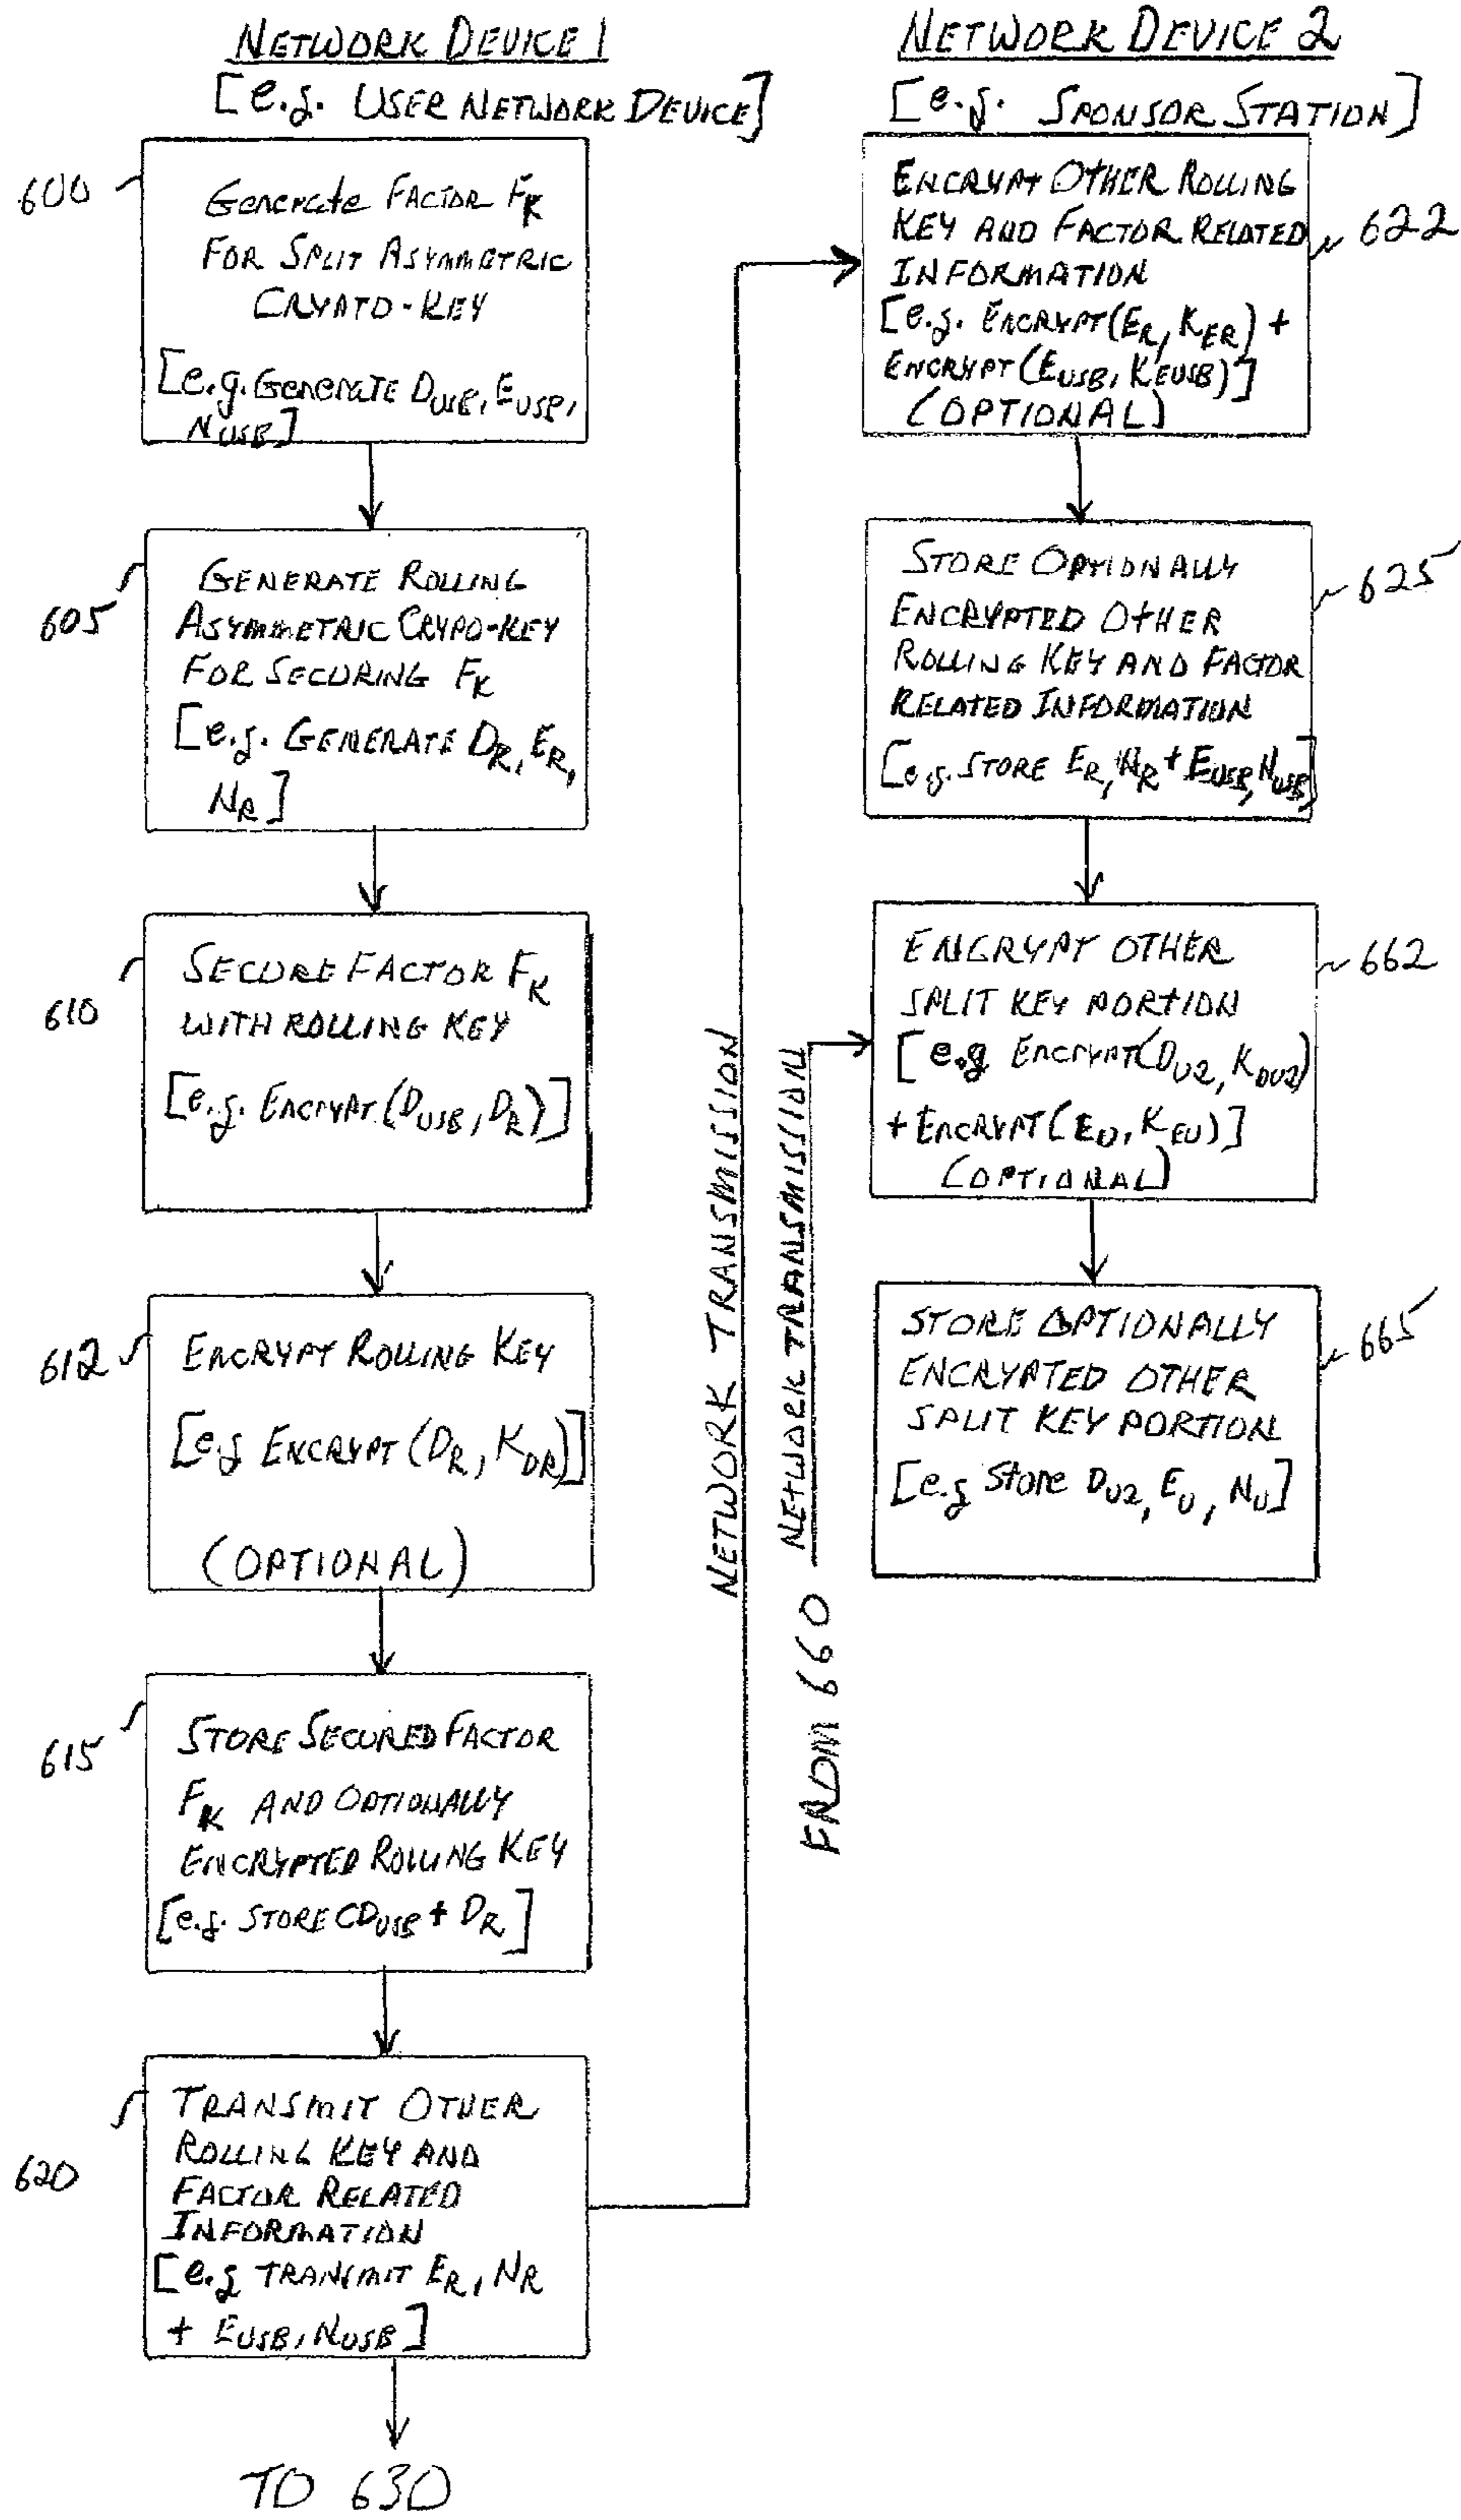 NETWORK DEVICE 1
[e.g. USER NETWORK DEVICE]
600
Generate FACTOR FK
FOR SPLIT ASYMMETRIC
CRYPTO-KEY
[e.g. Generate DUSB, EUSB,
NUSB]
605
GENERATE ROLLING
ASYMMETRIC CRYPO-KEY
FOR SECURING FK
[e.g. GENERATE DR, ER,
NR]
610
SECURE FACTOR FK
WITH ROLLING KEY
[e.g. ENCRYPT(DUSB, DR)]
612
ENCRYPT ROLLING KEY
[e.g ENCRYPT (DR, KDR)]
(OPTIONAL)
615
STORE SECURED FACTOR
FK AND OPTIONALLY
ENCRYPTED ROLLING KEY
[e.g. STORE CDUSB + DR]
620
TRANSMIT OTHER
ROLLING KEY AND
FACTOR RELATED
INFORMATION
[e.g TRANSMIT ER, NR
+ EUSB, NUSB]
TO 630
NETWORK TRANSMISSION
FROM 660 NETWORK TRANSMISSION
NETWORK DEVICE 2
[e.g. SPONSOR STATION]
622
ENCRYPT OTHER ROLLING
KEY AND FACTOR RELATED
INFORMATION
[e.g. ENCRYPT(ER, KER) +
ENCRYPT(EUSB, KEUSB)]
(OPTIONAL)
625
STORE OPTIONALLY
ENCRYPTED OTHER
ROLLING KEY AND FACTOR
RELATED INFORMATION
[e.g. STORE ER, NR + EUSB, NUSB]
662
ENCRYPT OTHER
SPLIT KEY PORTION
[e.g ENCRYPT(DU2, KDU2)
+ ENCRYPT(EU, KEU)]
(OPTIONAL)
665
STORE OPTIONALLY
ENCRYPTED OTHER
SPLIT KEY PORTION
[e.g Store DU2, EU, NU]